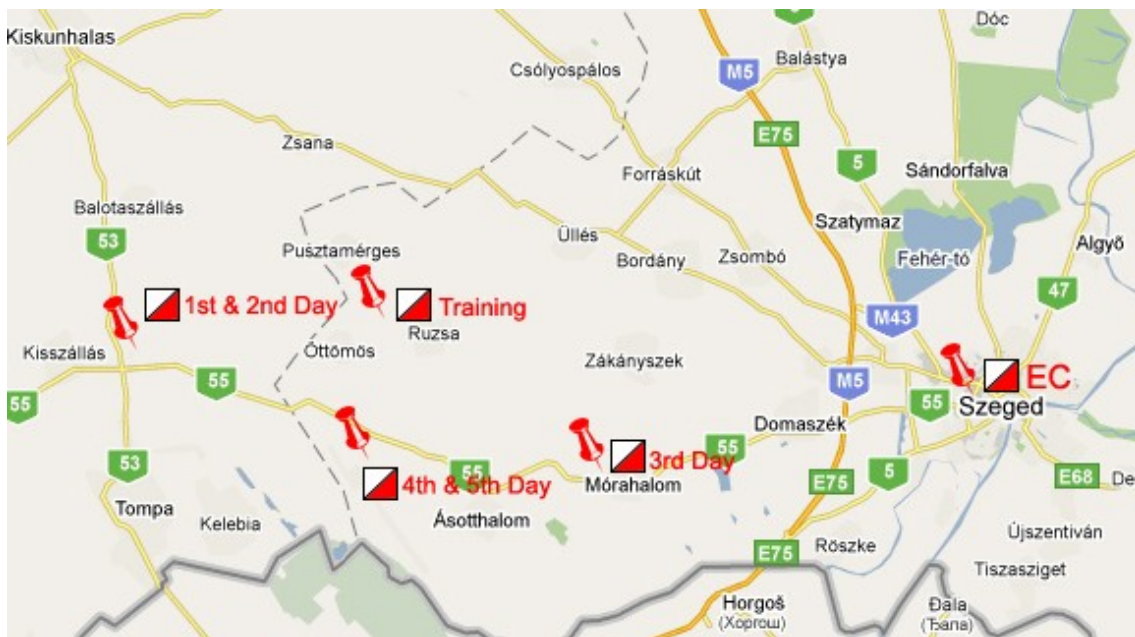 Dóc
Kiskunhalas
Balástya
Csólyospálos
M5
E75
Zsana
5
Forráskút
Sándorfalva
Balotaszállás
Szatymaz
53
Üllés
Algyő
Pusztamérges
Bordány
Zsombó
Fehér-tó
47
1st & 2nd Day
Training
M43
Ruzsa
Kisszállás
Öttömös
Zákányszek
55
M5
EC
55
55
Szeged
Domaszék
55
53
4th & 5th Day
55
3rd Day
Mórahalom
E75
5
E68
De
Tompa
Kelebia
Ásotthalom
Újszentiván
E75
Röszke
Tiszasziget
Horgoš
(Хоргош)
Đala
(Ђала)